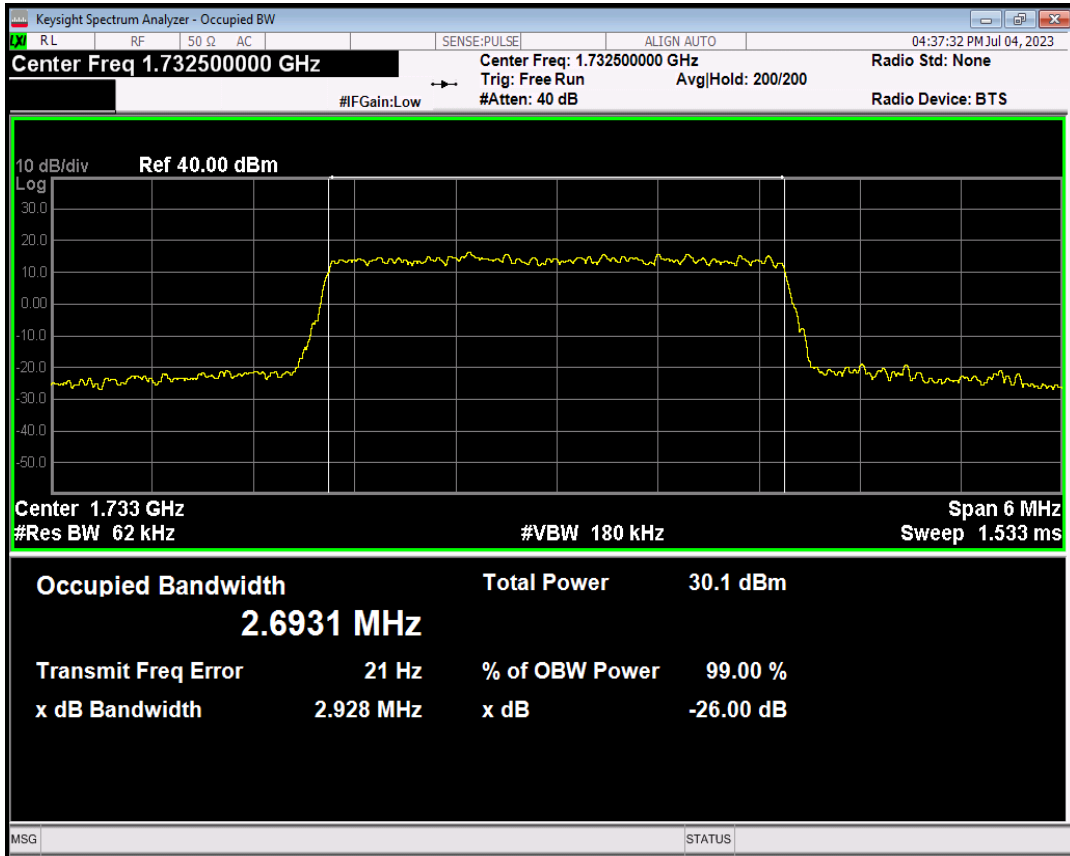 Keysight Spectrum Analyzer - Occupied BW
LXI RL RF 50 Ω AC SENSE:PULSE ALIGN AUTO 04:37:32 PM Jul 04, 2023
Center Freq 1.732500000 GHz Center Freq: 1.732500000 GHz Radio Std: None
Trig: Free Run Avg|Hold: 200/200
#IFGain:Low #Atten: 40 dB Radio Device: BTS
10 dB/div Ref 40.00 dBm
Log
30.0
20.0
10.0
0.00
-10.0
-20.0
-30.0
-40.0
-50.0
Center 1.733 GHz Span 6 MHz
#Res BW 62 kHz #VBW 180 kHz Sweep 1.533 ms
Occupied Bandwidth Total Power 30.1 dBm
2.6931 MHz
Transmit Freq Error 21 Hz % of OBW Power 99.00 %
x dB Bandwidth 2.928 MHz x dB -26.00 dB
MSG STATUS